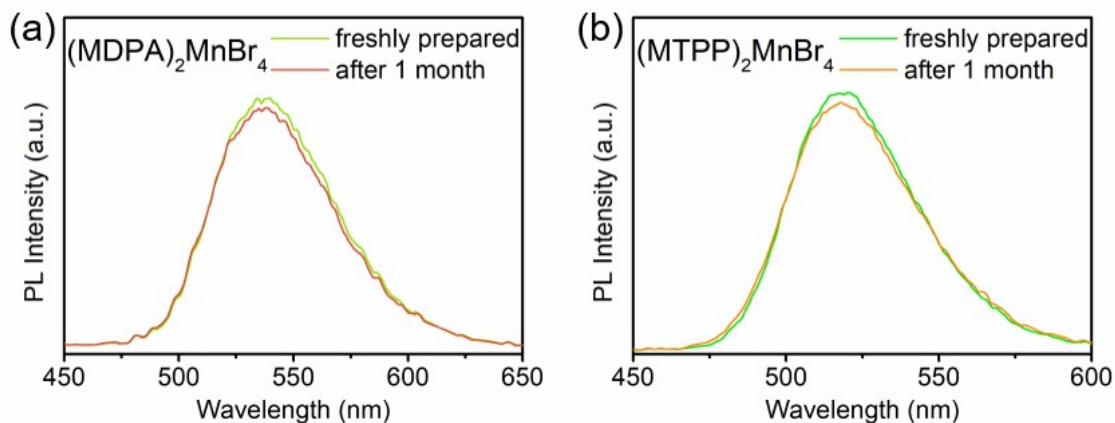 (a)
(MDPA)₂MnBr₄
freshly prepared
after 1 month
PL Intensity (a.u.)
450 500 550 600 650
Wavelength (nm)
(b)
(MTPP)₂MnBr₄
freshly prepared
after 1 month
PL Intensity (a.u.)
450 500 550 600
Wavelength (nm)